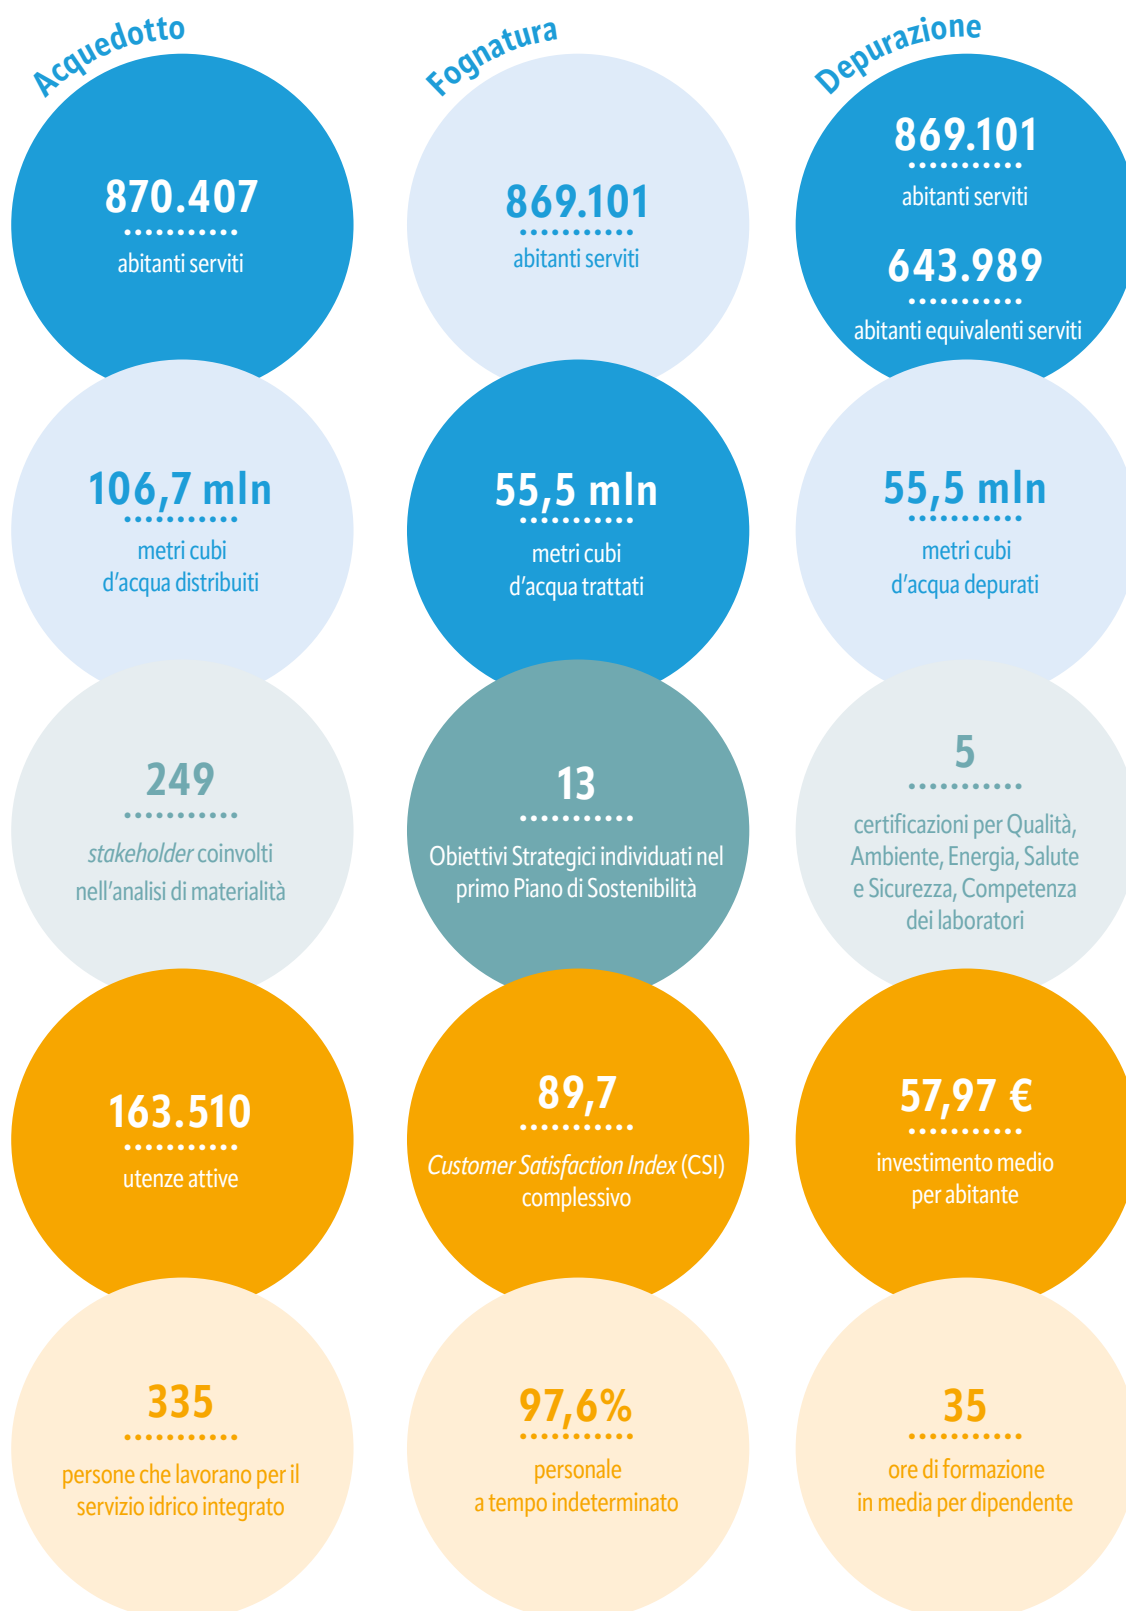 Acquedotto
870.407
abitanti serviti
106,7 mln
metri cubi
d'acqua distribuiti
249
stakeholder coinvolti
nell'analisi di materialità
163.510
utenze attive
335
persone che lavorano per il
servizio idrico integrato
Fognatura
869.101
abitanti serviti
55,5 mln
metri cubi
d'acqua trattati
13
Obiettivi Strategici individuati nel
primo Piano di Sostenibilità
89,7
Customer Satisfaction Index (CSI)
complessivo
97,6%
personale
a tempo indeterminato
Depurazione
869.101
abitanti serviti
643.989
abitanti equivalenti serviti
55,5 mln
metri cubi
d'acqua depurati
5
certificazioni per Qualità,
Ambiente, Energia, Salute
e Sicurezza, Competenza
dei laboratori
57,97 €
investimento medio
per abitante
35
ore di formazione
in media per dipendente